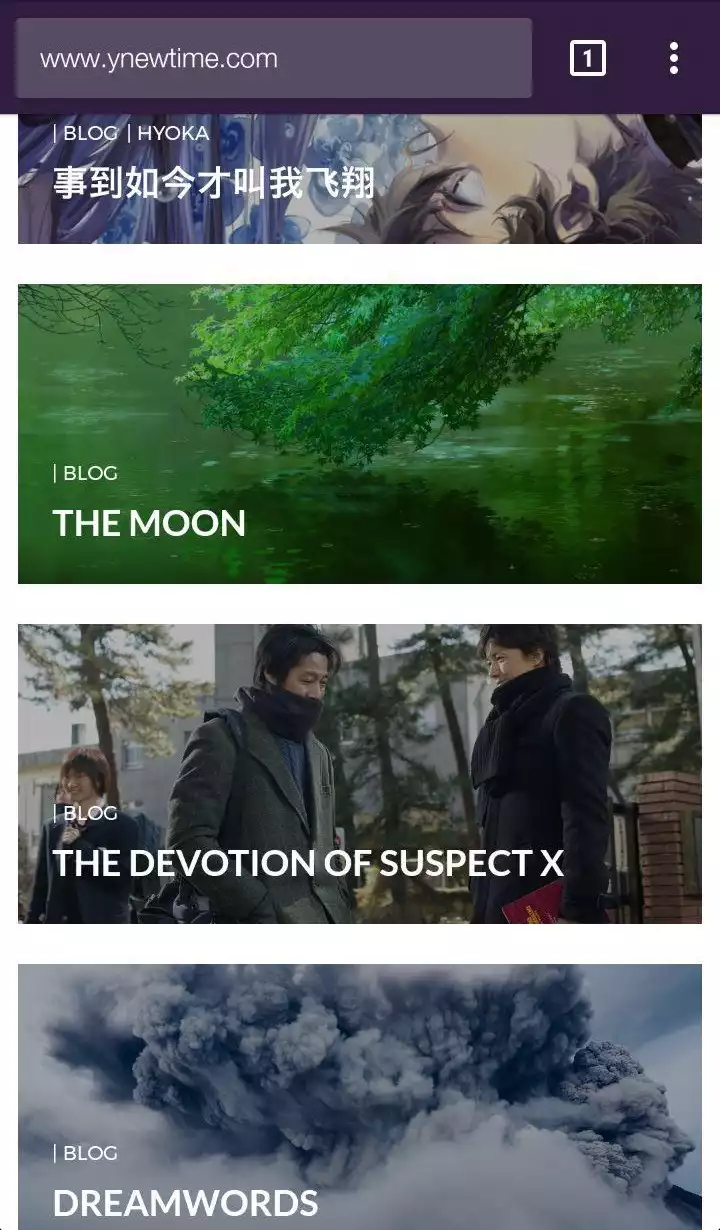 www.ynewtime.com
1
| BLOG | HYOKA
事到如今才叫我飞翔
| BLOG
THE MOON
| BLOG
THE DEVOTION OF SUSPECT X
| BLOG
DREAMWORDS